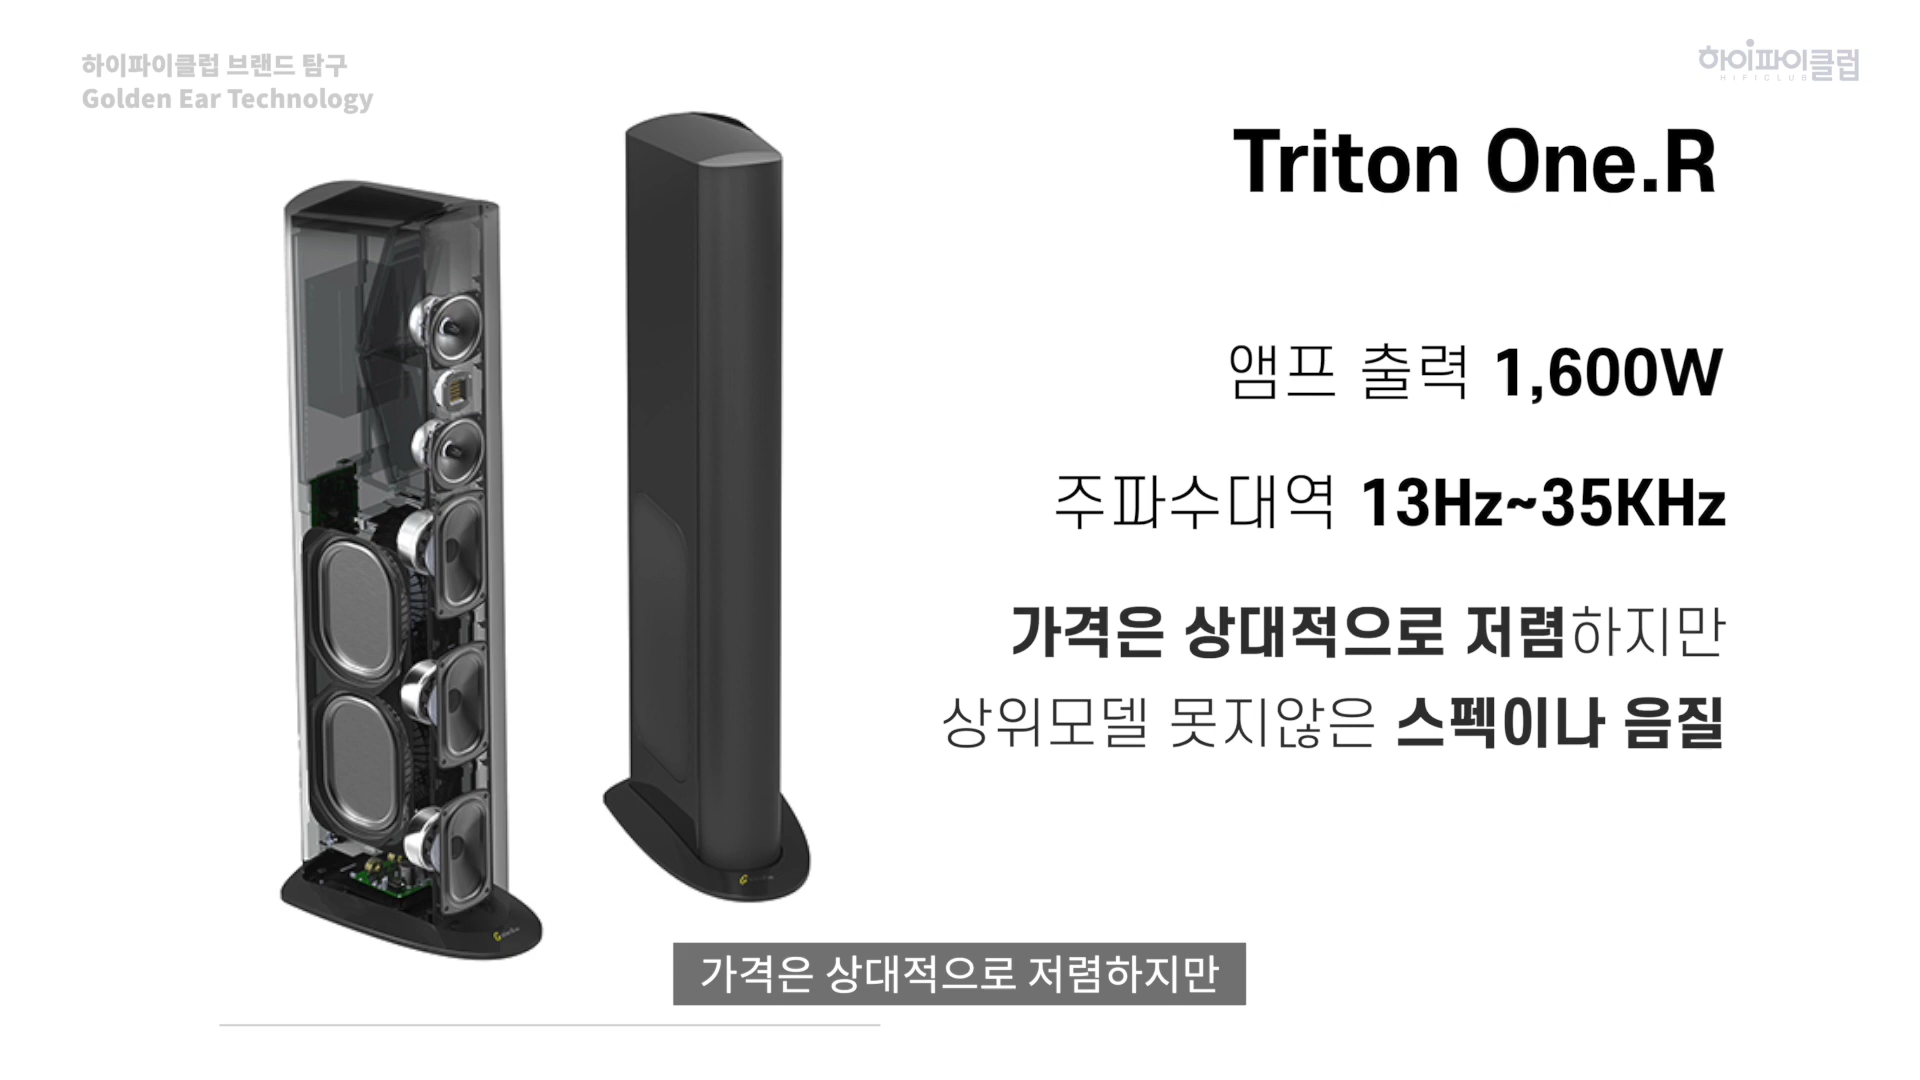 하이파이클럽 브랜드 탐구
Golden Ear Technology
하이파이클럽
HIFICLUB
Triton One.R
앰프 출력 1,600W
주파수대역 13Hz~35KHz
가격은 상대적으로 저렴하지만
상위모델 못지않은 스펙이나 음질
가격은 상대적으로 저렴하지만